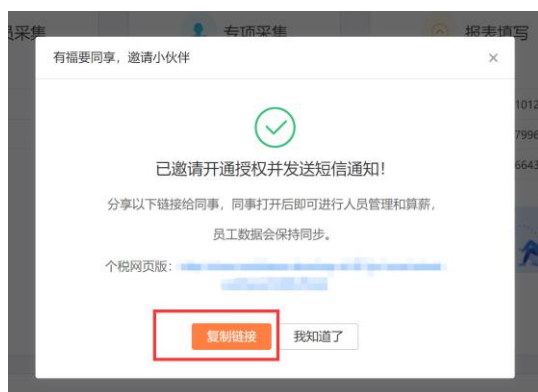 员采集
专项采集
报表填写
有福要同享，邀请小伙伴
×
1012
7996
已邀请开通授权并发送短信通知！
6643
分享以下链接给同事，同事打开后即可进行人员管理和算薪，
员工数据会保持同步。
个税网页版：
复制链接
我知道了